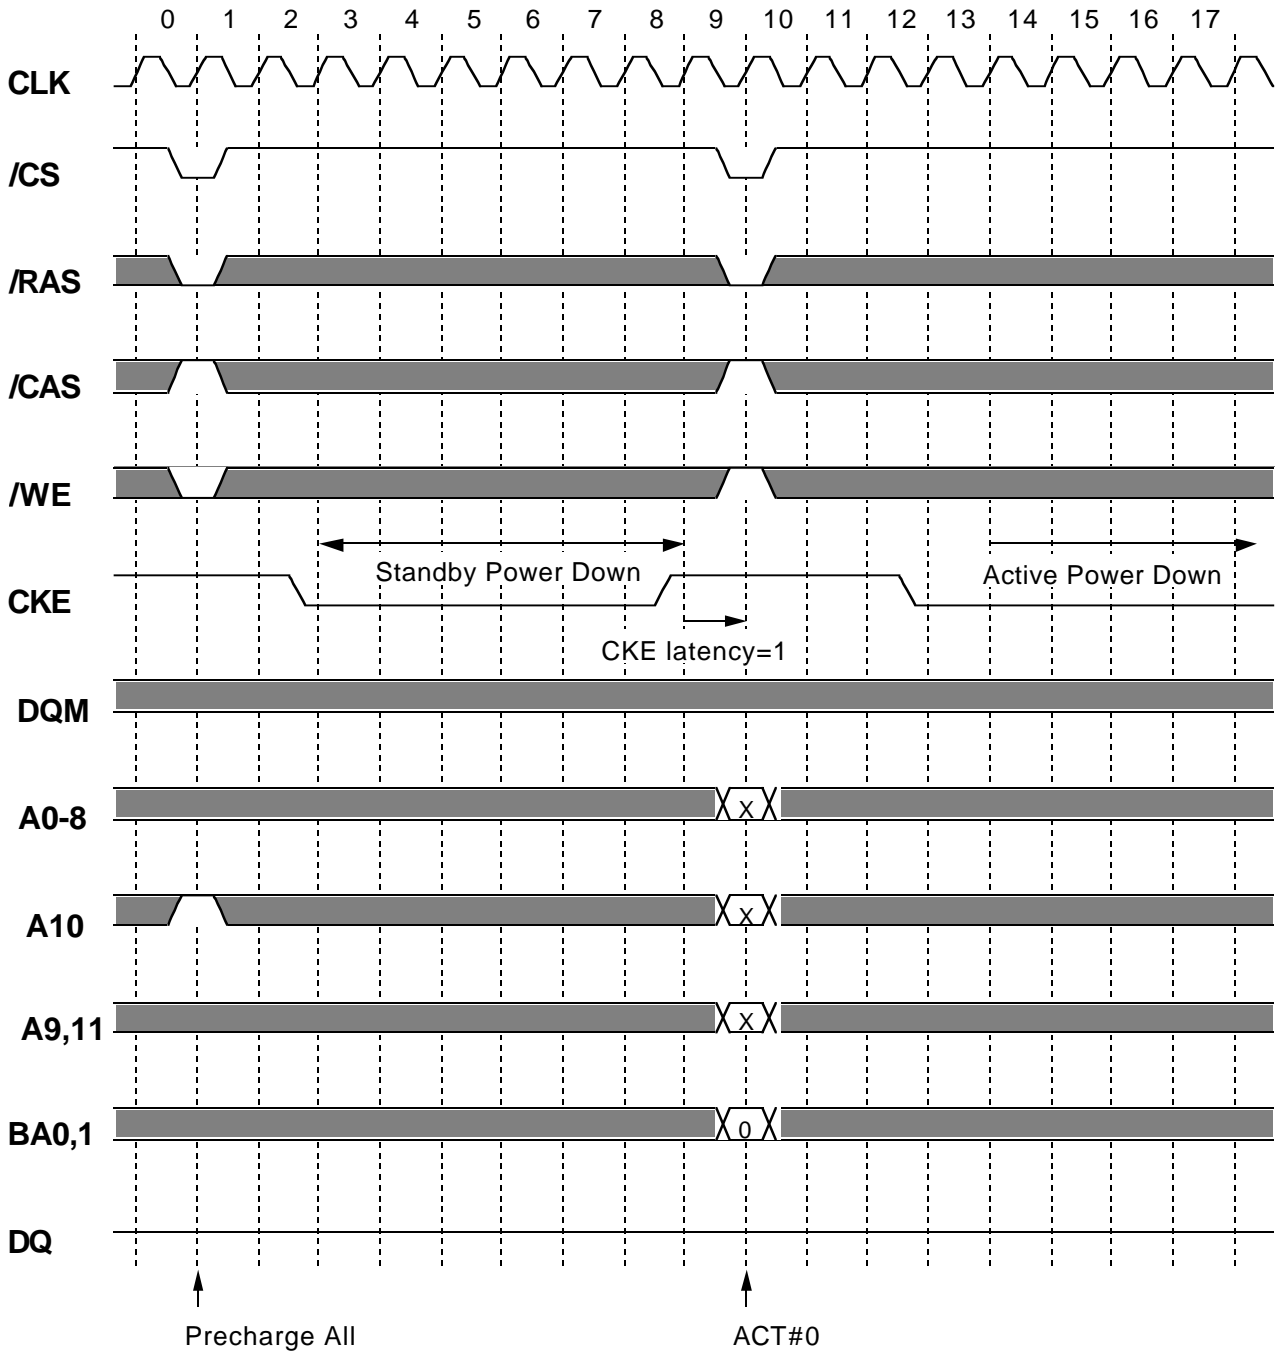 0 1 2 3 4 5 6 7 8 9 10 11 12 13 14 15 16 17
CLK
/CS
/RAS
/CAS
/WE
Standby Power Down
Active Power Down
CKE
CKE latency=1
DQM
A0-8
X
A10
X
A9,11
X
BA0,1
0
DQ
Precharge All
ACT#0